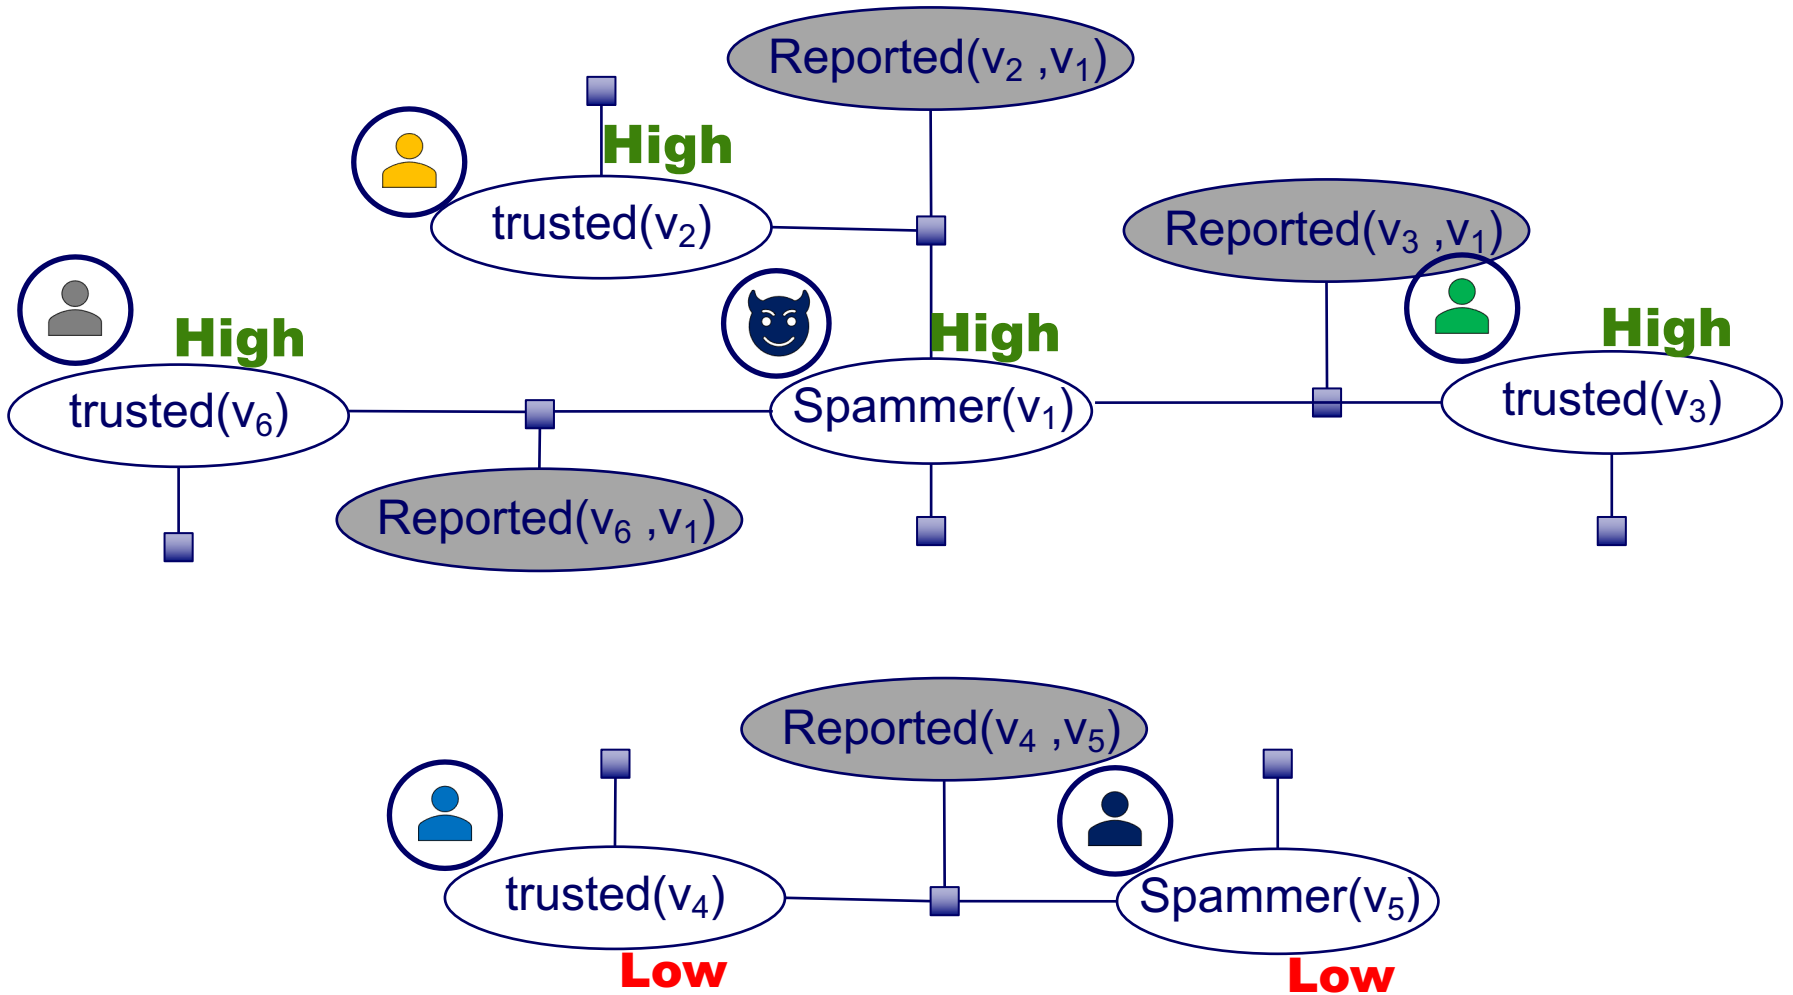 Reported(v₂ ,v₁)
High
trusted(v₂)
Reported(v₃ ,v₁)
High
High
High
trusted(v₆)
Spammer(v₁)
trusted(v₃)
Reported(v₆ ,v₁)
Reported(v₄ ,v₅)
trusted(v₄)
Spammer(v₅)
Low
Low